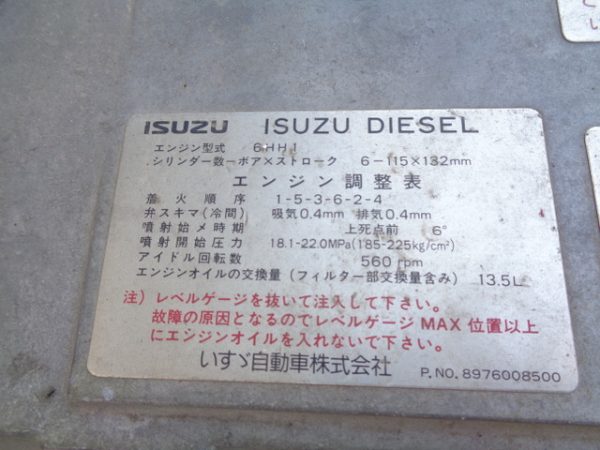 ISUZU ISUZU DIESEL
エンジン型式 6HH1
シリンダー数ーボア×ストローク 6－115×132mm
エンジン調整表
着火順序 1-5-3-6-2-4
弁スキマ(冷間) 吸気0.4mm 排気0.4mm
噴射始メ時期 上死点前 6°
噴射開始圧力 18.1-22.0MPa(185-225kg/cm²)
アイドル回転数 560 rpm
エンジンオイルの交換量(フィルター部交換量含み) 13.5L
注）レベルゲージを抜いて注入して下さい。
故障の原因となるのでレベルゲージ MAX 位置以上
にエンジンオイルを入れないで下さい。
いすゞ自動車株式会社 P.NO. 8976008500